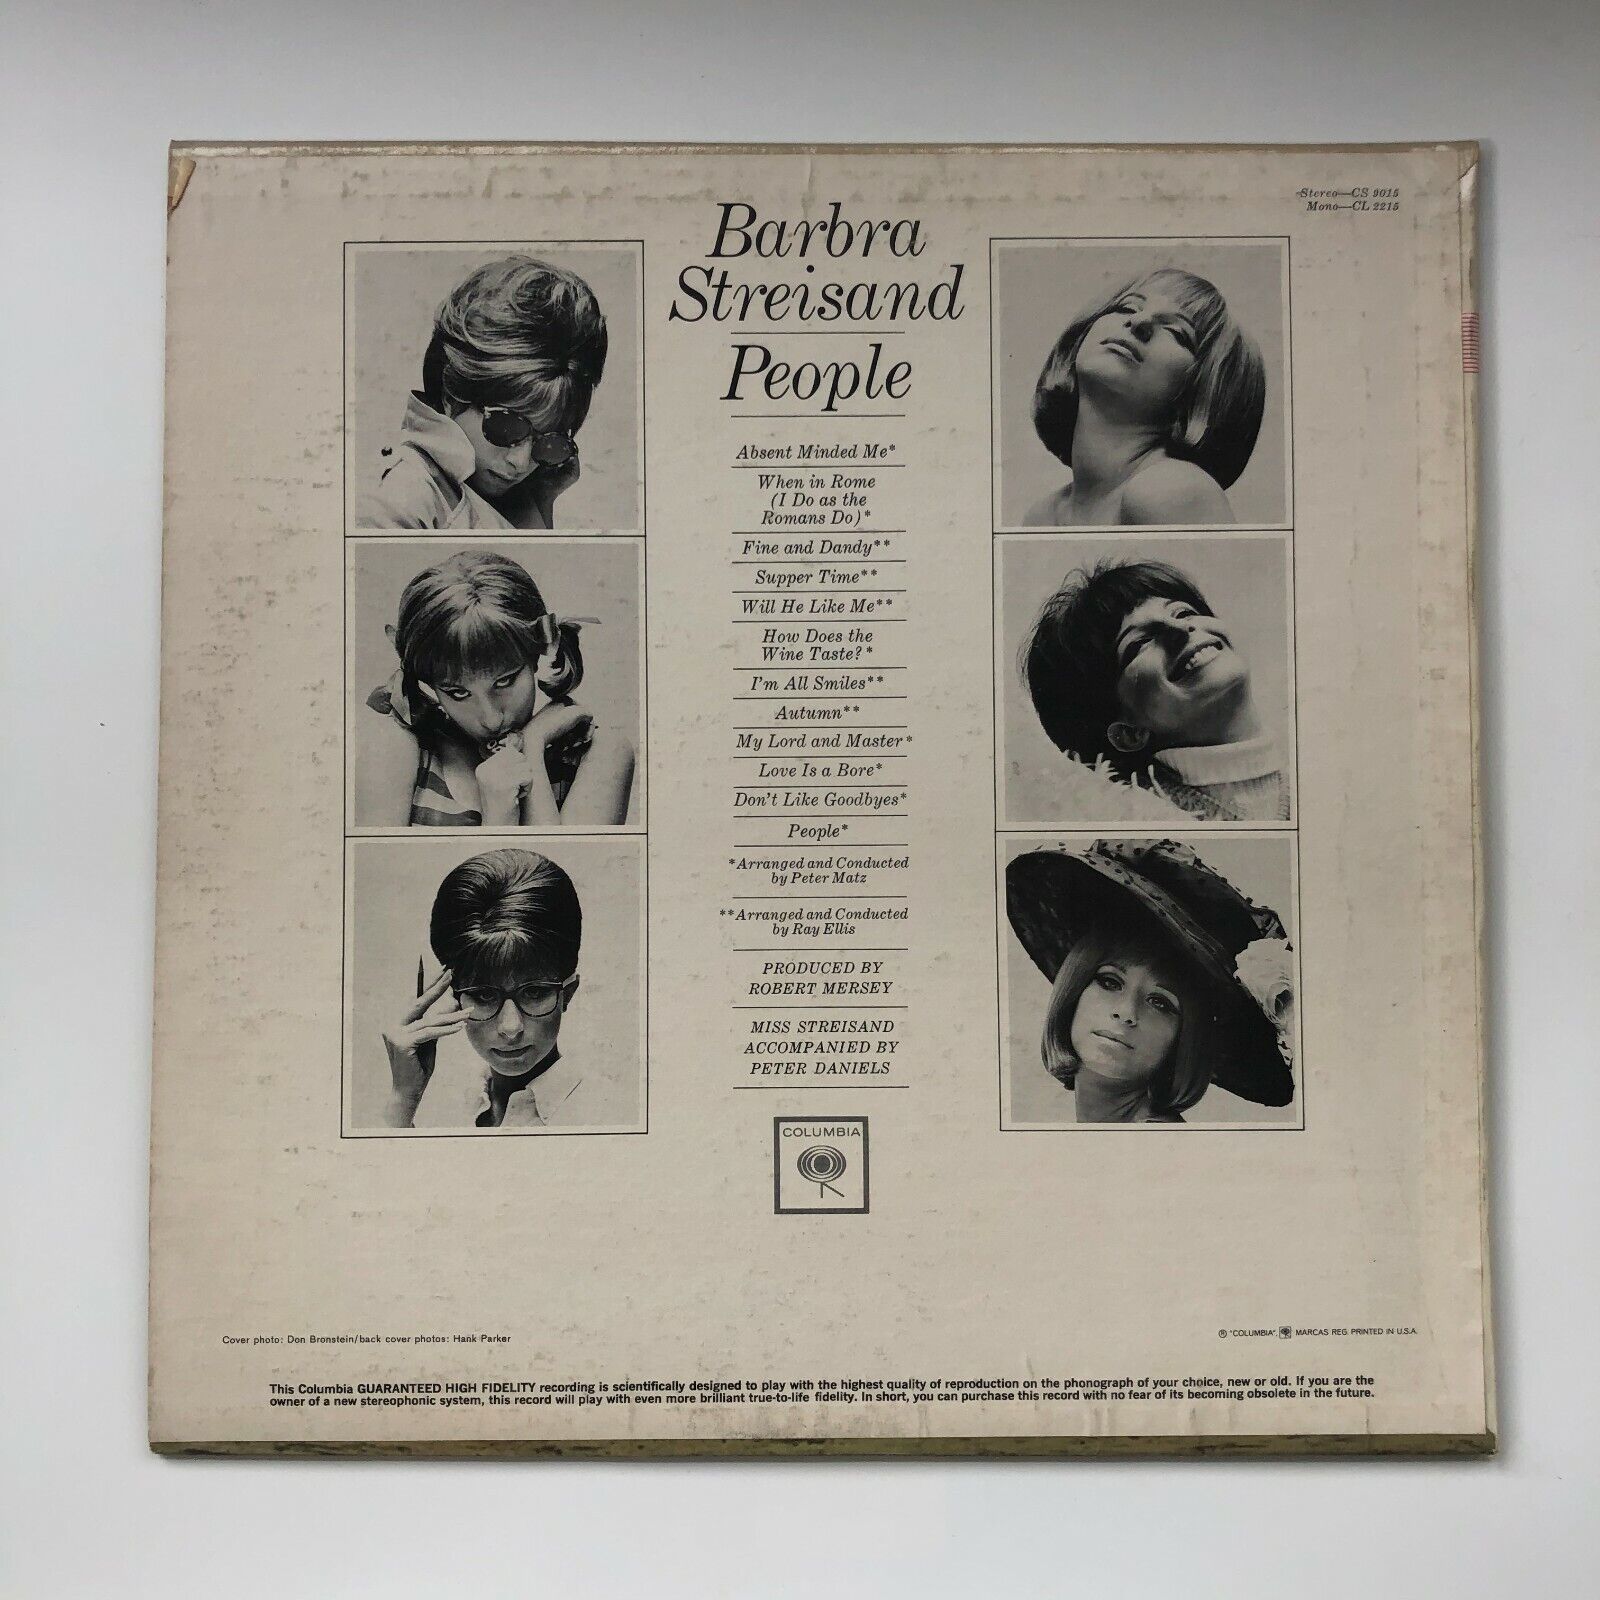 Stereo—CS 9015
Mono—CL 2215
Barbra
Streisand
People
Absent Minded Me*
When in Rome
(I Do as the
Romans Do)*
Fine and Dandy**
Supper Time**
Will He Like Me**
How Does the
Wine Taste?*
I'm All Smiles**
Autumn**
My Lord and Master*
Love Is a Bore*
Don't Like Goodbyes*
People*
*Arranged and Conducted
by Peter Matz
**Arranged and Conducted
by Ray Ellis
PRODUCED BY
ROBERT MERSEY
MISS STREISAND
ACCOMPANIED BY
PETER DANIELS
COLUMBIA
Cover photo: Don Bronstein/back cover photos: Hank Parker
® "COLUMBIA", MARCAS REG. PRINTED IN U.S.A.
This Columbia GUARANTEED HIGH FIDELITY recording is scientifically designed to play with the highest quality of reproduction on the phonograph of your choice, new or old. If you are the
owner of a new stereophonic system, this record will play with even more brilliant true-to-life fidelity. In short, you can purchase this record with no fear of its becoming obsolete in the future.